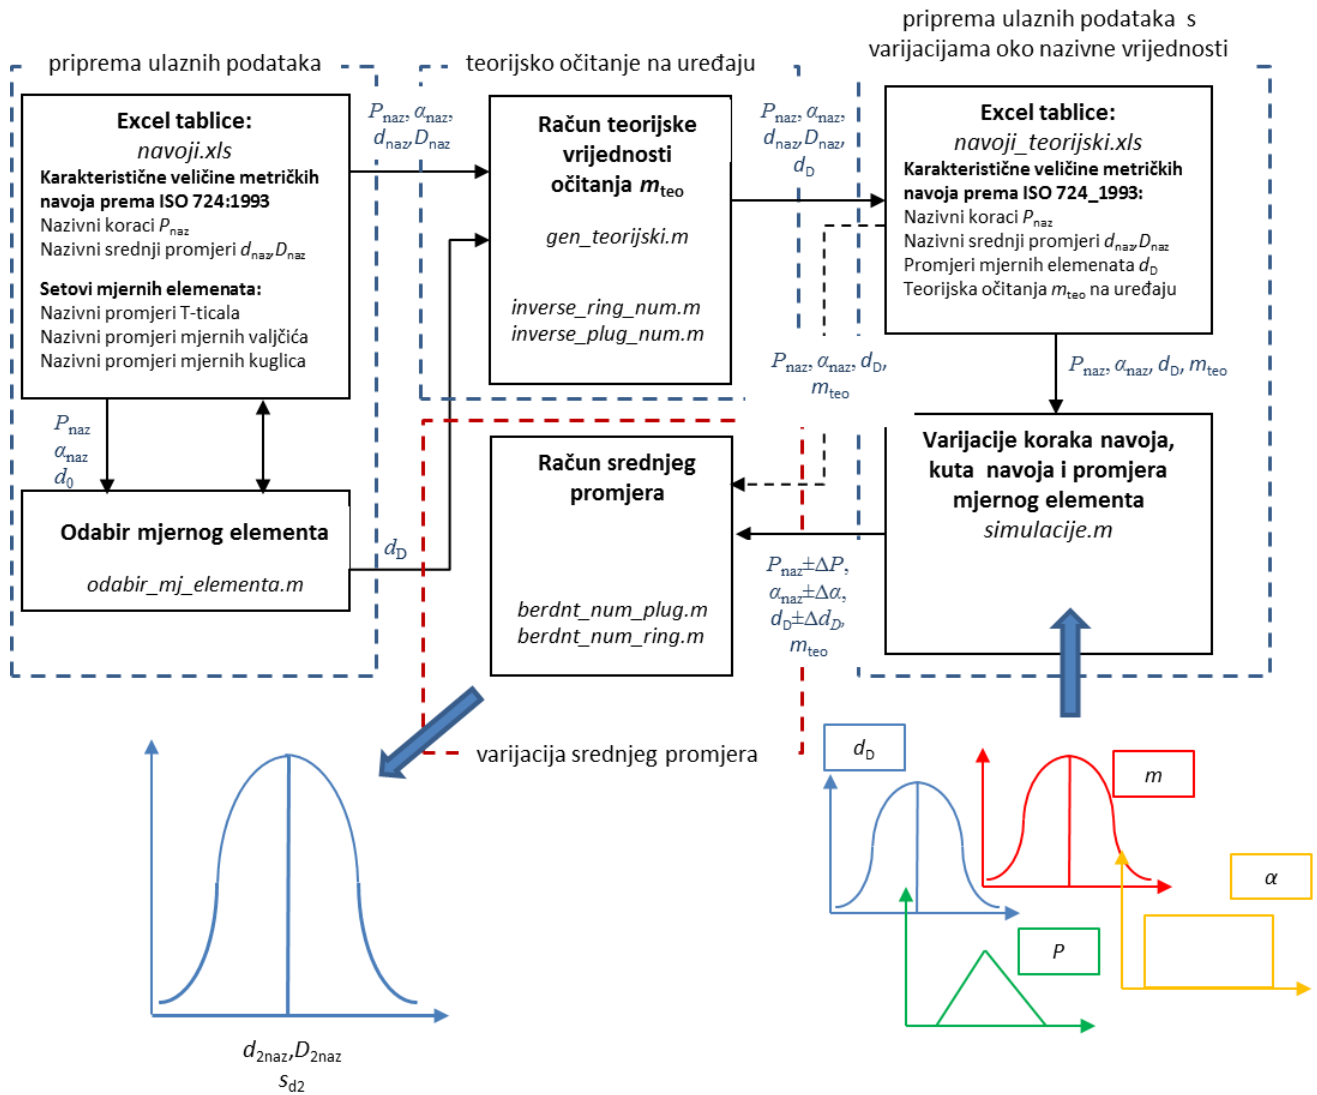 priprema ulaznih podataka
Excel tablice:
navoji.xls
Karakteristične veličine metričkih
navoja prema ISO 724:1993
Nazivni koraci Pnaz
Nazivni srednji promjeri dnaz,Dnaz
Setovi mjernih elemenata:
Nazivni promjeri T-ticala
Nazivni promjeri mjernih valjčića
Nazivni promjeri mjernih kuglica
Pnaz
αnaz
d0
Odabir mjernog elementa
odabir_mj_elementa.m
Pnaz, αnaz,
dnaz,Dnaz
dD
teorijsko očitanje na uređaju
Račun teorijske
vrijednosti
očitanja mteo
gen_teorijski.m
inverse_ring_num.m
inverse_plug_num.m
Pnaz, αnaz,
dnaz,Dnaz,
dD
priprema ulaznih podataka s
varijacijama oko nazivne vrijednosti
Excel tablice:
navoji_teorijski.xls
Karakteristične veličine metričkih
navoja prema ISO 724_1993:
Nazivni koraci Pnaz
Nazivni srednji promjeri dnaz,Dnaz
Promjeri mjernih elemenata dD
Teorijska očitanja mteo na uređaju
Pnaz, αnaz, dD,
mteo
Pnaz, αnaz, dD, mteo
Varijacije koraka navoja,
kuta navoja i promjera
mjernog elementa
simulacije.m
Račun srednjeg
promjera
berdnt_num_plug.m
berdnt_num_ring.m
Pnaz±ΔP,
αnaz±Δα,
dD±ΔdD,
mteo
varijacija srednjeg promjera
dD
m
α
P
d2naz,D2naz
sd2